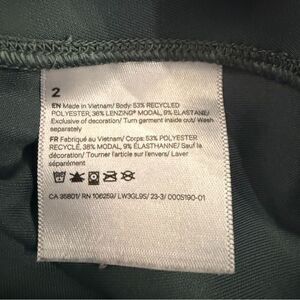 2
EN Made in Vietnam/ Body: 53% RECYCLED
POLYESTER, 38% LENZING® MODAL, 9% ELASTANE/
Exclusive of decoration/ Turn garment inside out/ Wash
separately
FR Fabriqué au Vietnam/ Corps: 53% POLYESTER
RECYCLÉ, 38% MODAL, 9% ÉLASTHANNE/ Sauf la
décoration/ Tourner l'article sur l'envers/ Laver
séparément
CA 35801/ RN 106259/ LW3GL9S/ 23-3/ 0005190-01